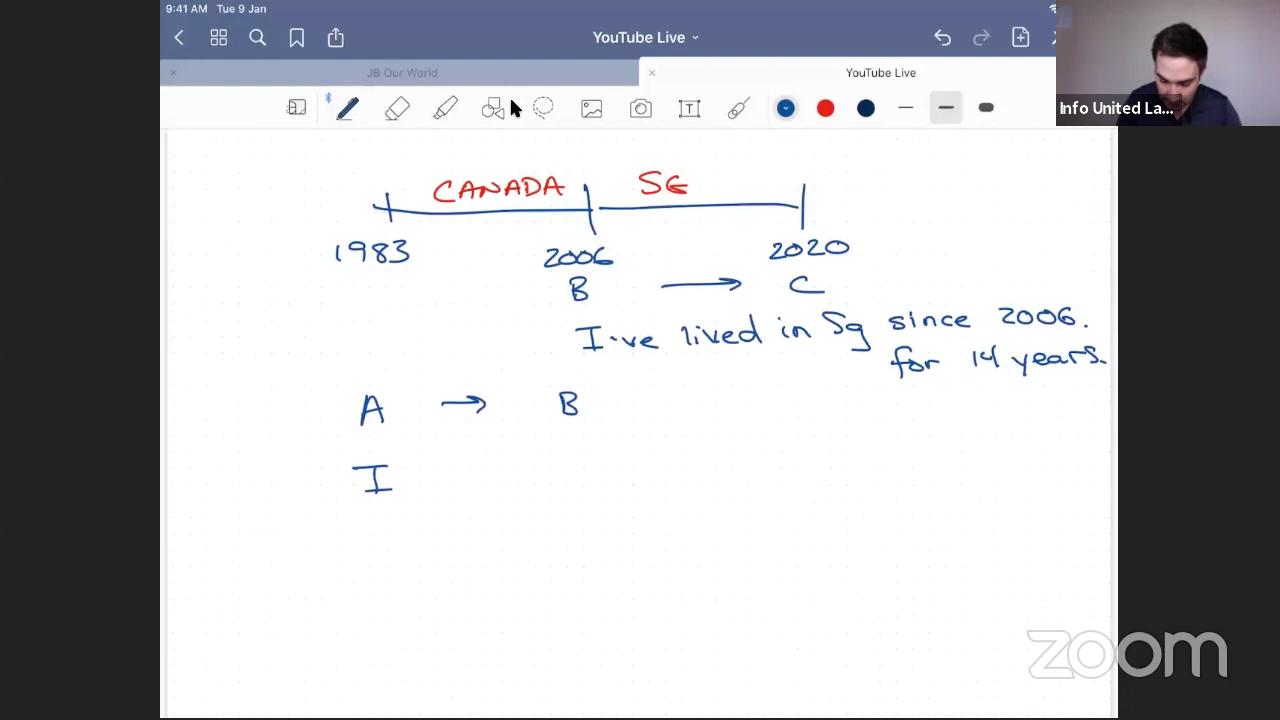 9:41 AM Tue 9 Jan
YouTube Live
JB Our World
YouTube Live
Info United La...
CANADA SG
1983 2006 2020
B → C
I've lived in Sg since 2006.
for 14 years.
A → B
I
zoom